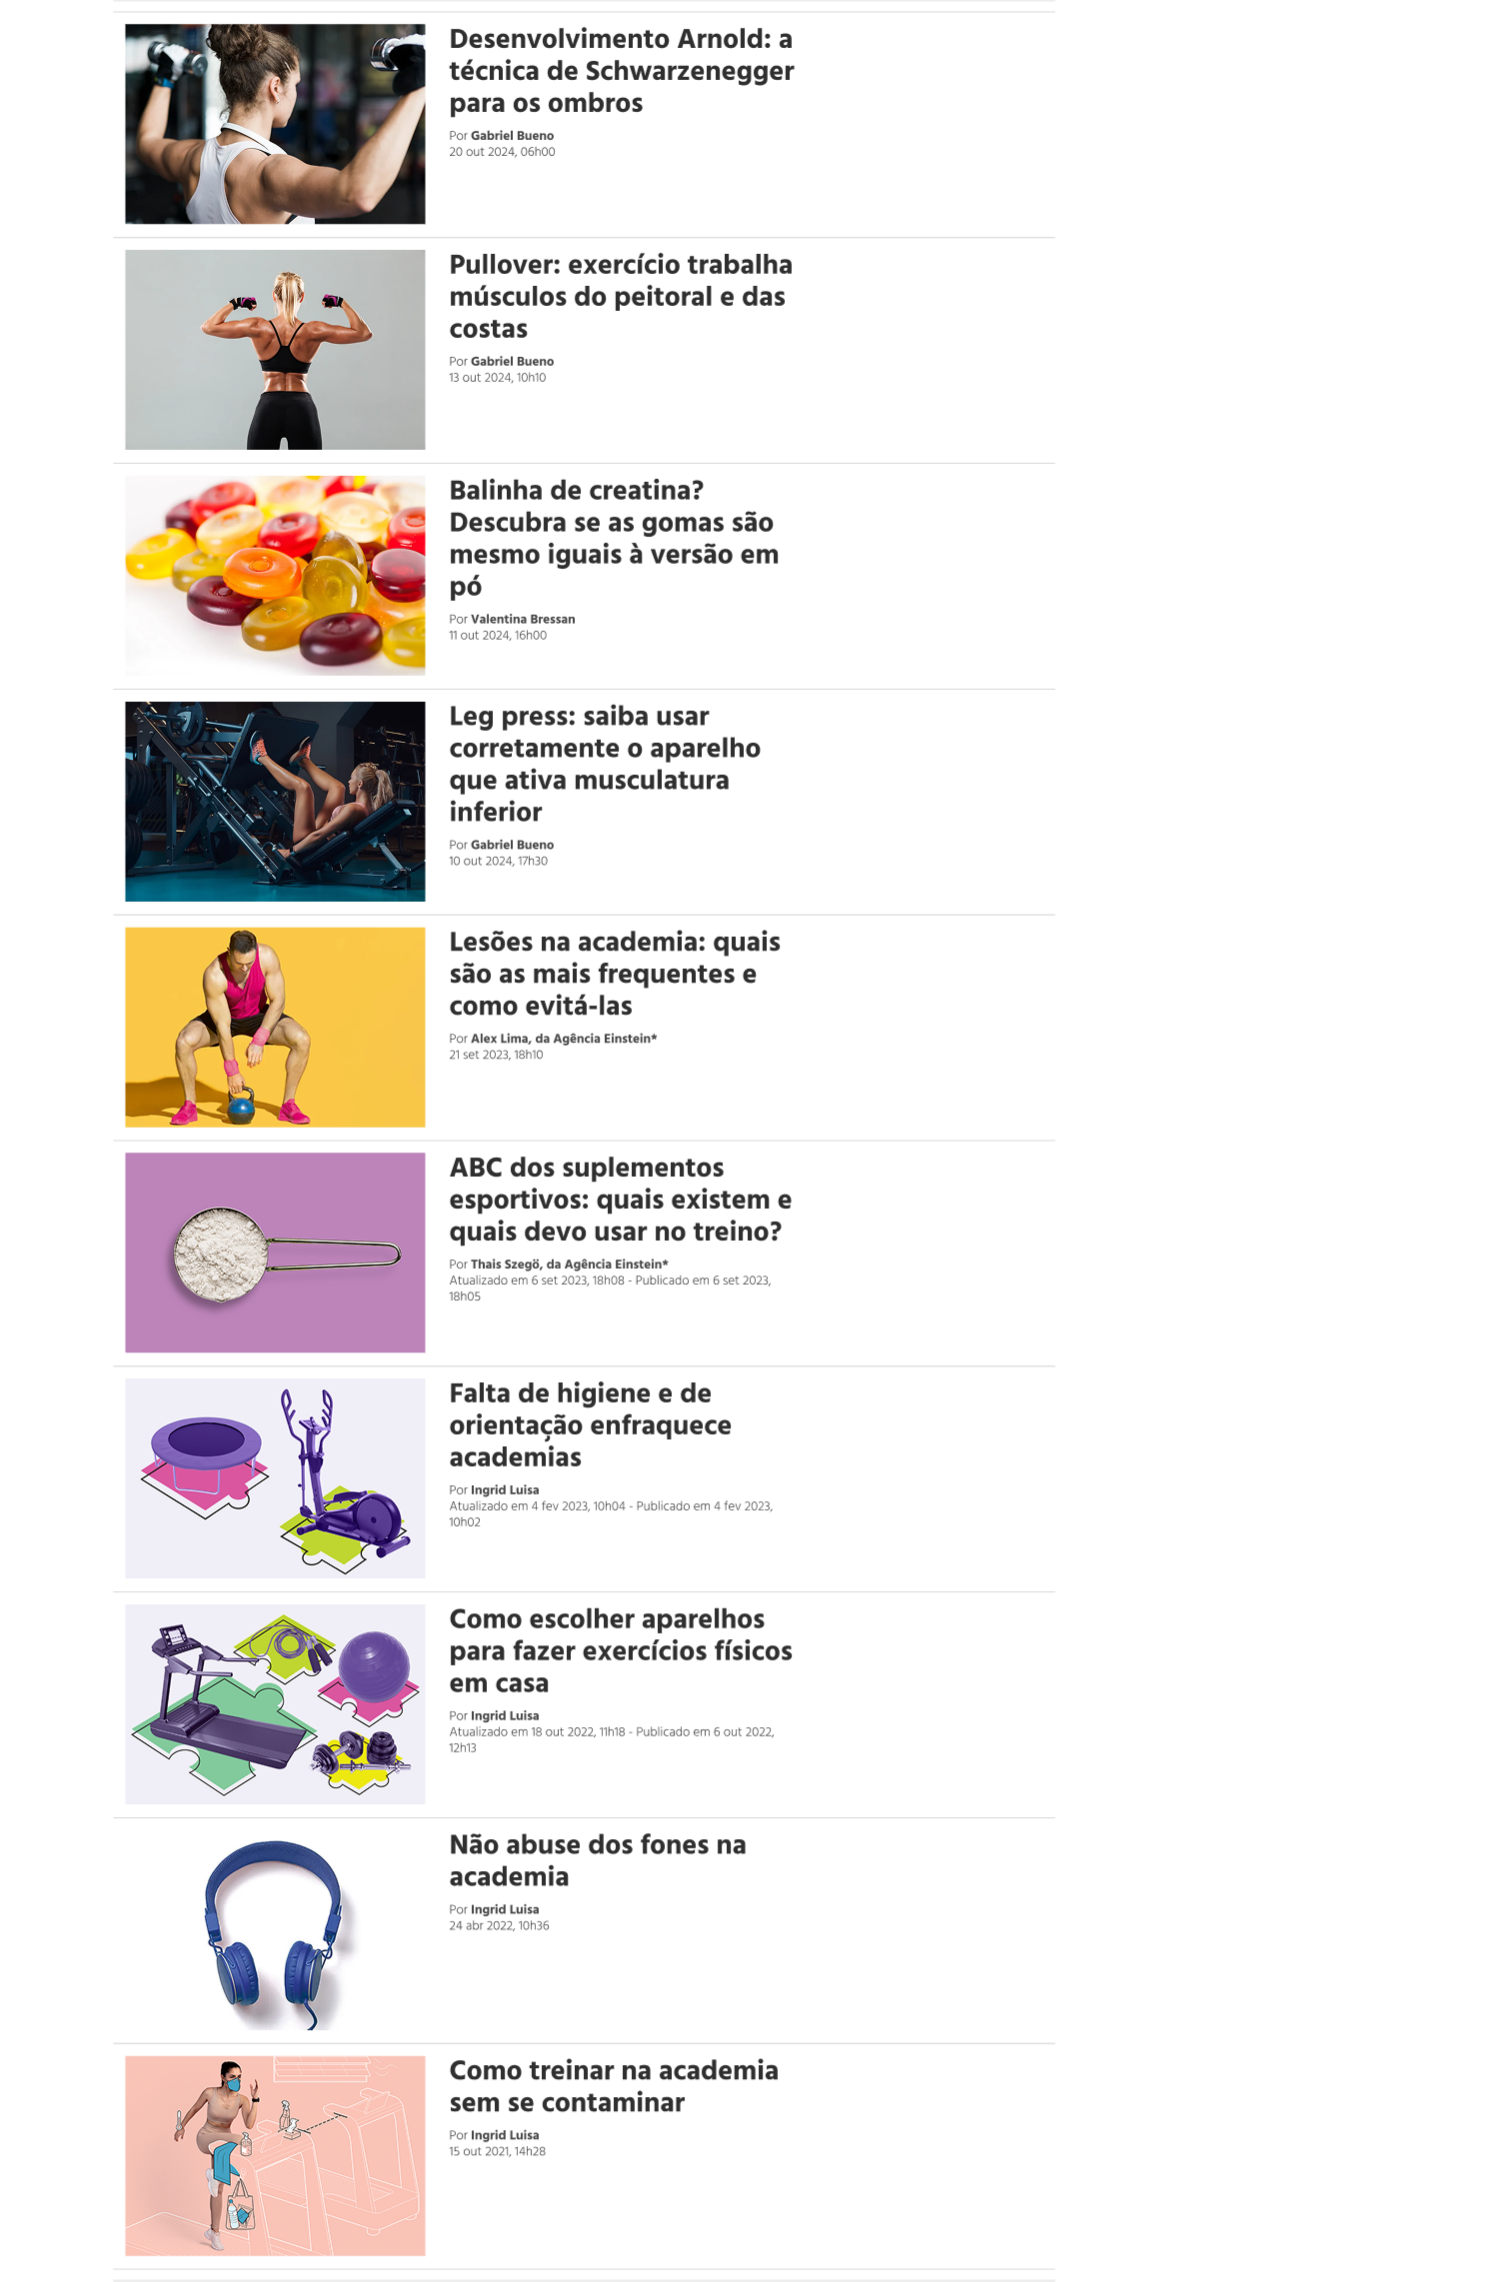 Desenvolvimento Arnold: a
técnica de Schwarzenegger
para os ombros
Por Gabriel Bueno
20 out 2024, 06h00
Pullover: exercício trabalha
músculos do peitoral e das
costas
Por Gabriel Bueno
13 out 2024, 10h10
Balinha de creatina?
Descubra se as gomas são
mesmo iguais à versão em
pó
Por Valentina Bressan
11 out 2024, 16h00
Leg press: saiba usar
corretamente o aparelho
que ativa musculatura
inferior
Por Gabriel Bueno
10 out 2024, 17h30
Lesões na academia: quais
são as mais frequentes e
como evitá-las
Por Alex Lima, da Agência Einstein*
21 set 2023, 18h10
ABC dos suplementos
esportivos: quais existem e
quais devo usar no treino?
Por Thais Szegö, da Agência Einstein*
Atualizado em 6 set 2023, 18h08 - Publicado em 6 set 2023,
18h05
Falta de higiene e de
orientação enfraquece
academias
Por Ingrid Luisa
Atualizado em 4 fev 2023, 10h04 - Publicado em 4 fev 2023,
10h02
Como escolher aparelhos
para fazer exercícios físicos
em casa
Por Ingrid Luisa
Atualizado em 18 out 2022, 11h18 - Publicado em 6 out 2022,
12h13
Não abuse dos fones na
academia
Por Ingrid Luisa
24 abr 2022, 10h36
Como treinar na academia
sem se contaminar
Por Ingrid Luisa
15 out 2021, 14h28